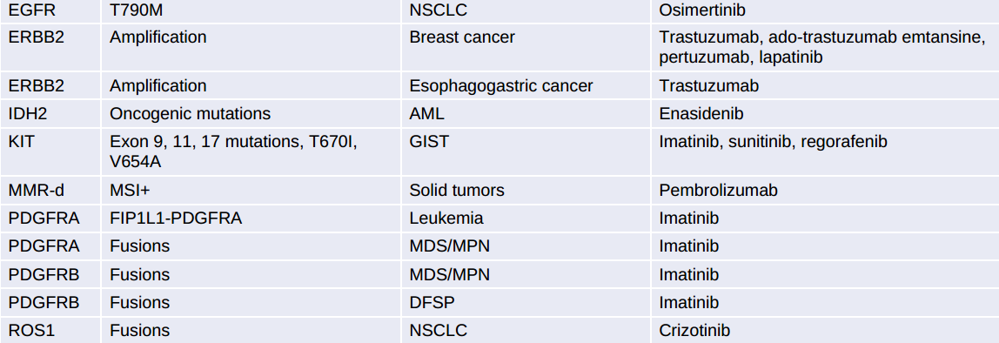 EGFR T790M NSCLC Osimertinib
ERBB2 Amplification Breast cancer Trastuzumab, ado-trastuzumab emtansine,
pertuzumab, lapatinib
ERBB2 Amplification Esophagogastric cancer Trastuzumab
IDH2 Oncogenic mutations AML Enasidenib
KIT Exon 9, 11, 17 mutations, T670I, GIST Imatinib, sunitinib, regorafenib
V654A
MMR-d MSI+ Solid tumors Pembrolizumab
PDGFRA FIP1L1-PDGFRA Leukemia Imatinib
PDGFRA Fusions MDS/MPN Imatinib
PDGFRB Fusions MDS/MPN Imatinib
PDGFRB Fusions DFSP Imatinib
ROS1 Fusions NSCLC Crizotinib